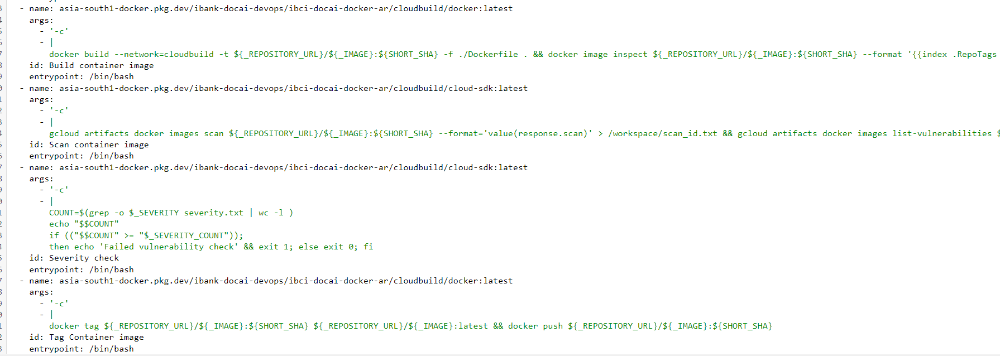 - name: asia-south1-docker.pkg.dev/ibank-docai-devops/ibci-docai-docker-ar/cloudbuild/docker:latest
args:
- '-c'
- |
docker build --network=cloudbuild -t ${_REPOSITORY_URL}/${_IMAGE}:${SHORT_SHA} -f ./Dockerfile . && docker image inspect ${_REPOSITORY_URL}/${_IMAGE}:${SHORT_SHA} --format '{{index .RepoTags
id: Build container image
entrypoint: /bin/bash
- name: asia-south1-docker.pkg.dev/ibank-docai-devops/ibci-docai-docker-ar/cloudbuild/cloud-sdk:latest
args:
- '-c'
- |
gcloud artifacts docker images scan ${_REPOSITORY_URL}/${_IMAGE}:${SHORT_SHA} --format='value(response.scan)' > /workspace/scan_id.txt && gcloud artifacts docker images list-vulnerabilities $
id: Scan container image
entrypoint: /bin/bash
- name: asia-south1-docker.pkg.dev/ibank-docai-devops/ibci-docai-docker-ar/cloudbuild/cloud-sdk:latest
args:
- '-c'
- |
COUNT=$(grep -o $_SEVERITY severity.txt | wc -l )
echo "$$COUNT"
if (("$$COUNT" >= "$_SEVERITY_COUNT"));
then echo 'Failed vulnerability check' && exit 1; else exit 0; fi
id: Severity check
entrypoint: /bin/bash
- name: asia-south1-docker.pkg.dev/ibank-docai-devops/ibci-docai-docker-ar/cloudbuild/docker:latest
args:
- '-c'
- |
docker tag ${_REPOSITORY_URL}/${_IMAGE}:${SHORT_SHA} ${_REPOSITORY_URL}/${_IMAGE}:latest && docker push ${_REPOSITORY_URL}/${_IMAGE}:${SHORT_SHA}
id: Tag Container image
entrypoint: /bin/bash